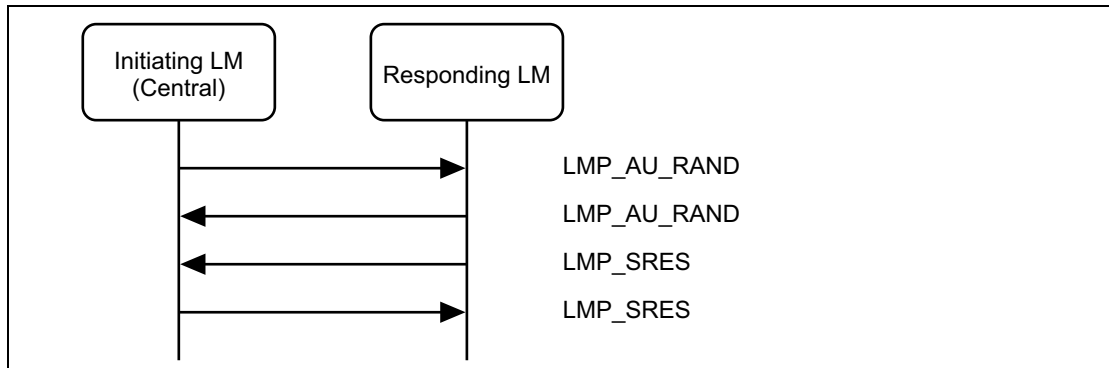 Initiating LM
(Central)
Responding LM
LMP_AU_RAND
LMP_AU_RAND
LMP_SRES
LMP_SRES